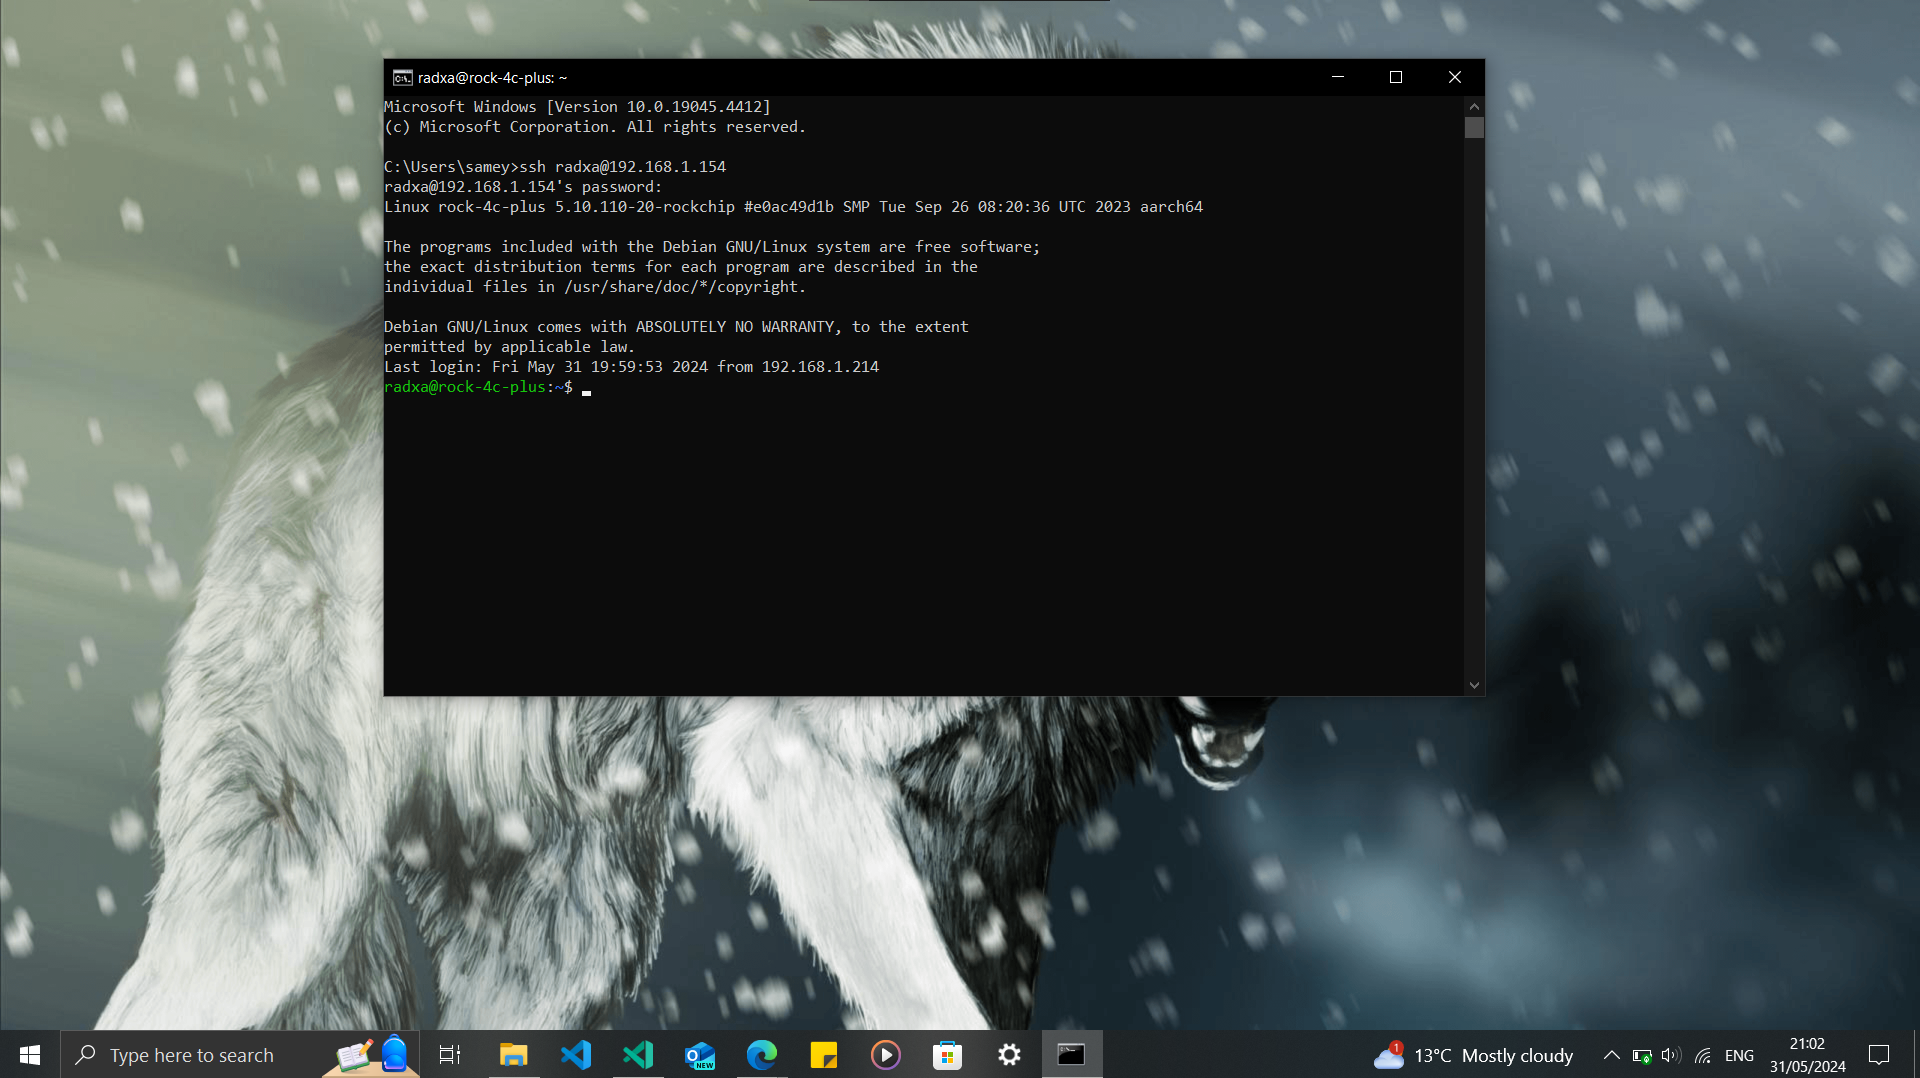 radxa@rock-4c-plus: ~
Microsoft Windows [Version 10.0.19045.4412]
(c) Microsoft Corporation. All rights reserved.
C:\Users\samey>ssh radxa@192.168.1.154
radxa@192.168.1.154's password:
Linux rock-4c-plus 5.10.110-20-rockchip #e0ac49d1b SMP Tue Sep 26 08:20:36 UTC 2023 aarch64
The programs included with the Debian GNU/Linux system are free software;
the exact distribution terms for each program are described in the
individual files in /usr/share/doc/*/copyright.
Debian GNU/Linux comes with ABSOLUTELY NO WARRANTY, to the extent
permitted by applicable law.
Last login: Fri May 31 19:59:53 2024 from 192.168.1.214
radxa@rock-4c-plus:~$
Type here to search
NEW
1
13°C Mostly cloudy
ENG
21:02
31/05/2024